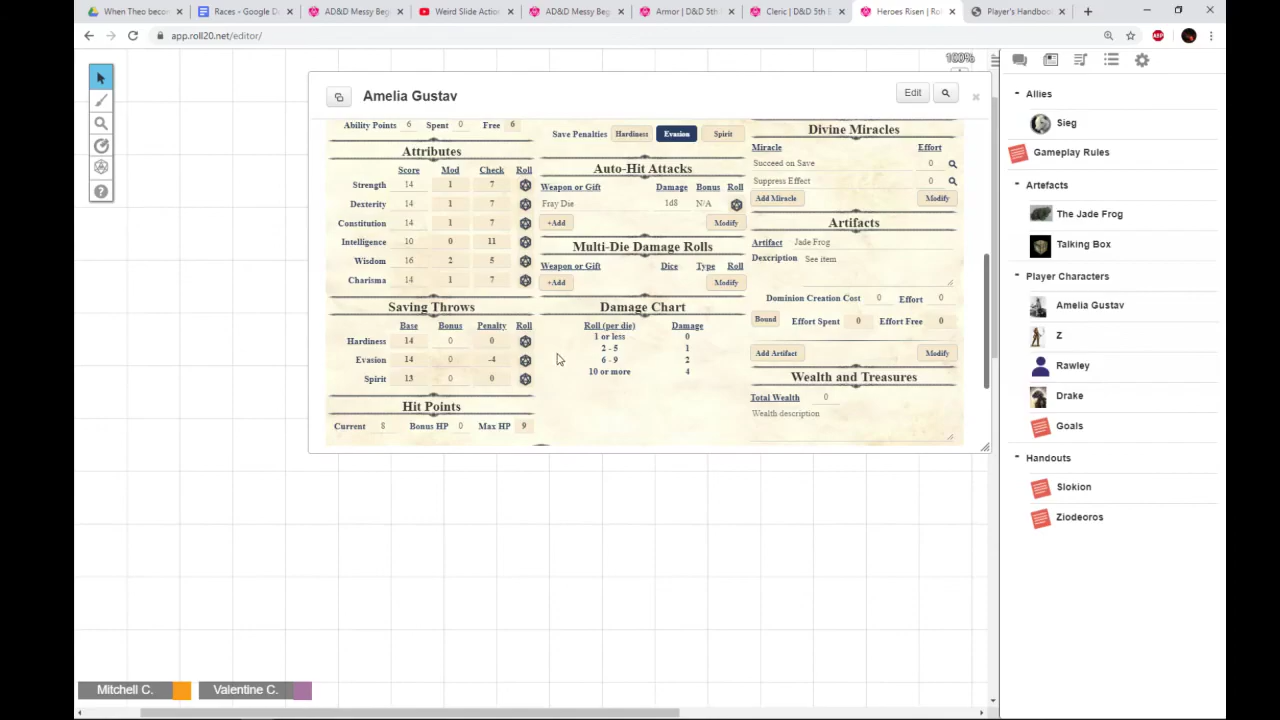 When Theo becom
Races - Google D
AD&D Messy Beg
Weird Slide Action
AD&D Messy Beg
Armor | D&D 5th
Cleric | D&D 5th E
Heroes Risen | Rol
Player's Handboo
app.roll20.net/editor/
100%
Amelia Gustav
Edit
Ability Points 6 Spent 0 Free 6
Attributes
Score Mod Check Roll
Strength 14 1 7
Dexterity 14 1 7
Constitution 14 1 7
Intelligence 10 0 11
Wisdom 16 2 5
Charisma 14 1 7
Saving Throws
Base Bonus Penalty Roll
Hardiness 14 0 0
Evasion 14 0 -4
Spirit 13 0 0
Hit Points
Current 8 Bonus HP 0 Max HP 9
Save Penalties Hardiness Evasion Spirit
Auto-Hit Attacks
Weapon or Gift Damage Bonus Roll
Fray Die 1d8 N/A
+Add Modify
Multi-Die Damage Rolls
Weapon or Gift Dice Type Roll
+Add Modify
Damage Chart
Roll (per die) Damage
1 or less 0
2 - 5 1
6 - 9 2
10 or more 4
Divine Miracles
Miracle Effort
Succeed on Save 0
Suppress Effect 0
Add Miracle Modify
Artifacts
Artifact Jade Frog
Dexcription See item
Dominion Creation Cost 0 Effort 0
Bound Effort Spent 0 Effort Free 0
Add Artifact Modify
Wealth and Treasures
Total Wealth 0
Wealth description
Allies
Sieg
Gameplay Rules
Artefacts
The Jade Frog
Talking Box
Player Characters
Amelia Gustav
Z
Rawley
Drake
Goals
Handouts
Slokion
Ziodeoros
Mitchell C.
Valentine C.